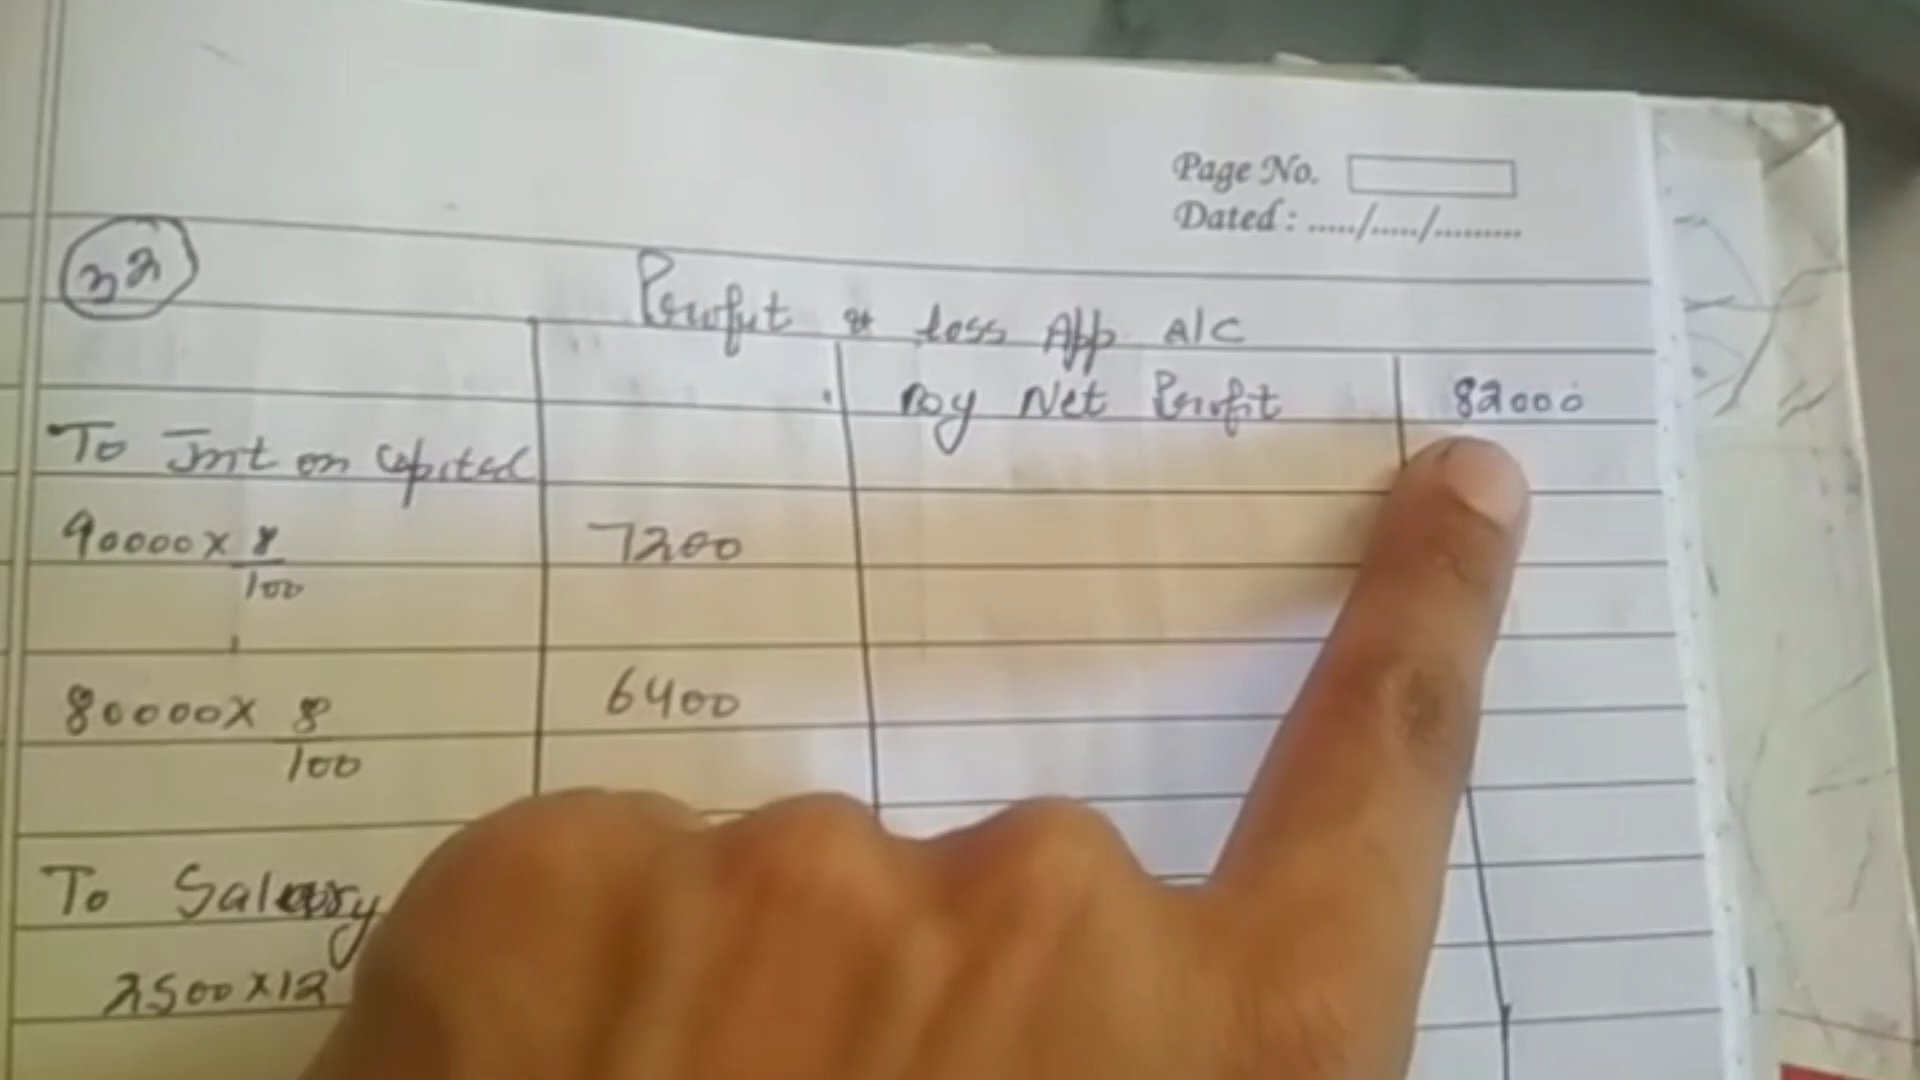 Page No.
Dated : ...../...../.........
32
Profit & loss App A/C
By Net Profit 82000
To Int on Capital
90000 x 8/100 7200
80000 x 8/100 6400
To Salary
2500 x 12